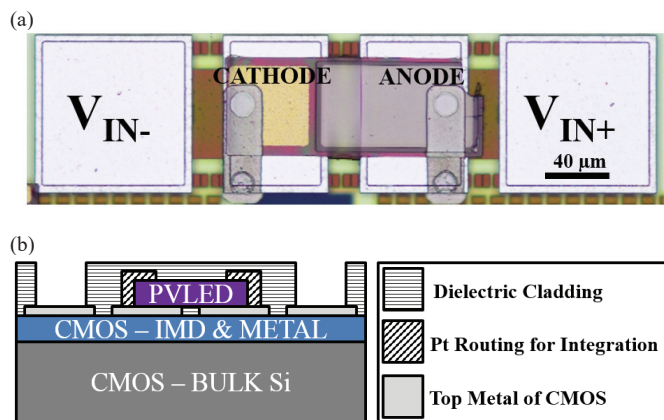 (a)
CATHODE ANODE
V IN- V IN+
40 μm
(b)
PVLED
CMOS – IMD & METAL
CMOS – BULK Si
Dielectric Cladding
Pt Routing for Integration
Top Metal of CMOS